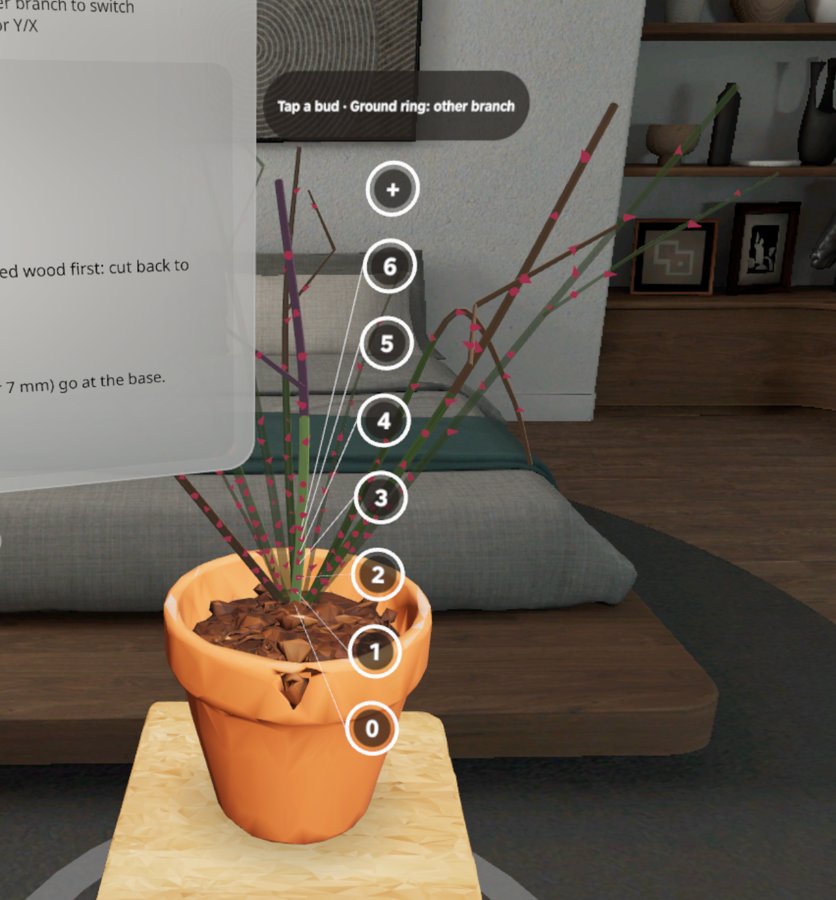 er branch to switch
or Y/X
Tap a bud · Ground ring: other branch
+
6
ed wood first: cut back to
5
7 mm) go at the base.
4
3
2
1
0